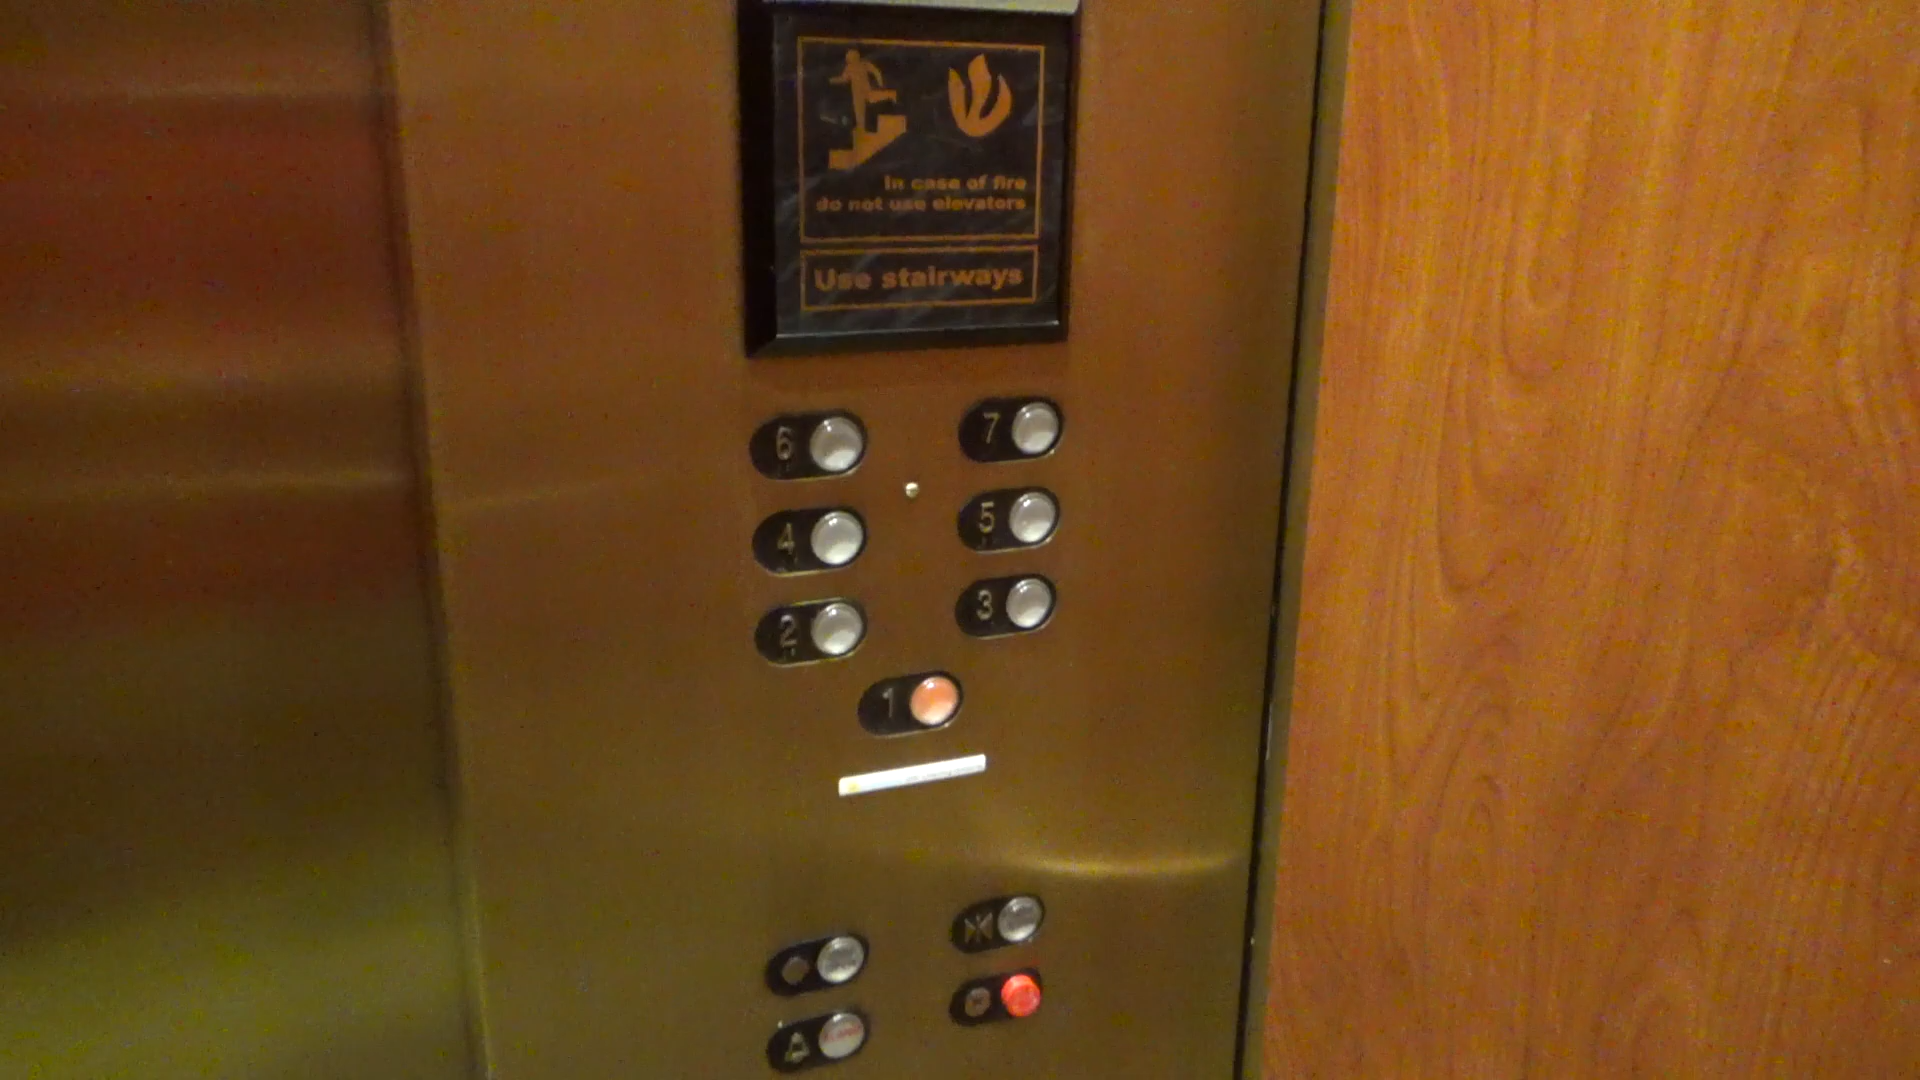 In case of fire
do not use elevators
Use stairways
6 7
4 5
2 3
1